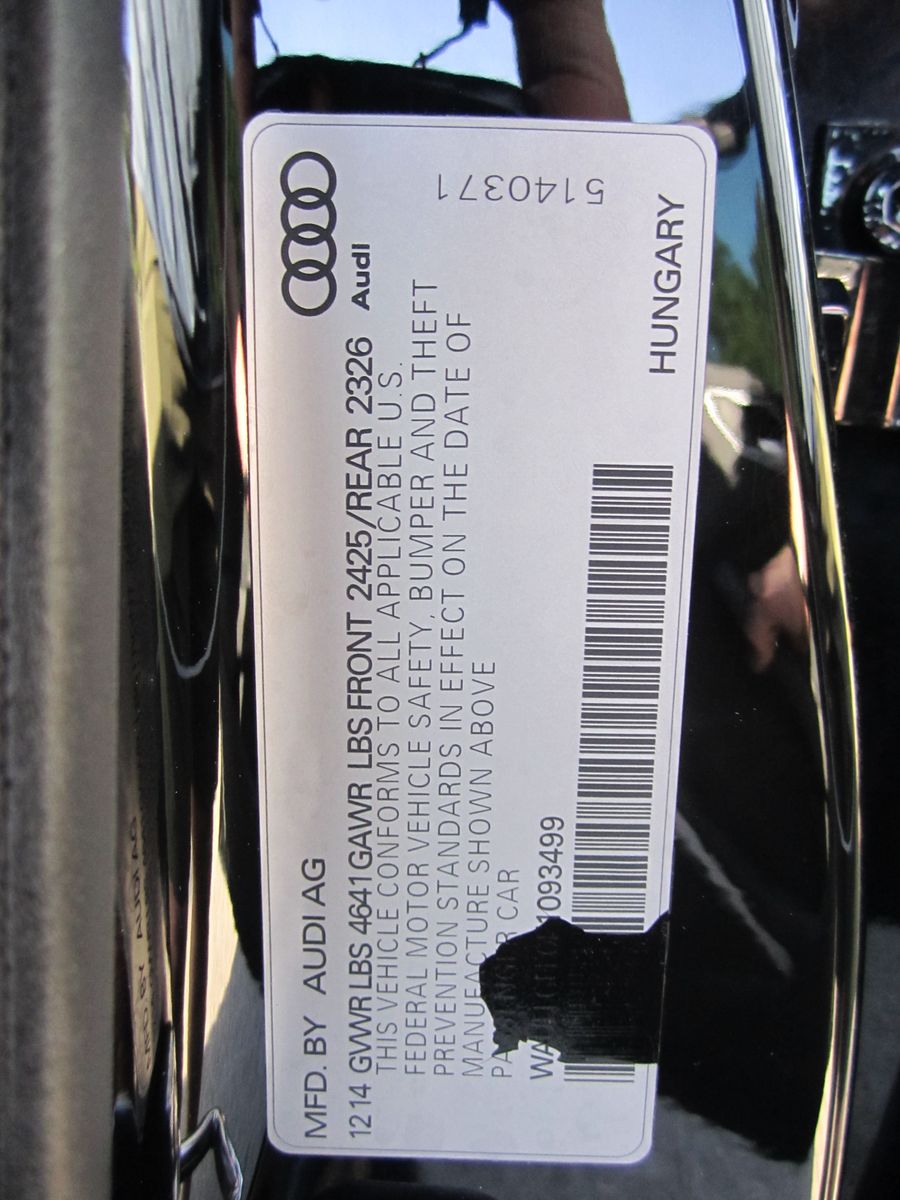 MFD. BY AUDI AG
Audi
12 14 GVWR LBS 4641 GAWR LBS FRONT 2425/REAR 2326
THIS VEHICLE CONFORMS TO ALL APPLICABLE U.S.
FEDERAL MOTOR VEHICLE SAFETY, BUMPER AND THEFT
PREVENTION STANDARDS IN EFFECT ON THE DATE OF
MANUFACTURE SHOWN ABOVE
CAR
1093499
5140371
HUNGARY